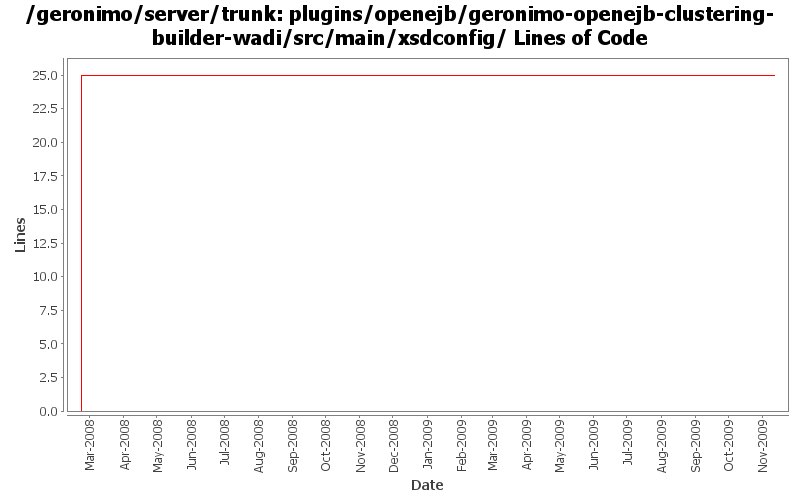 /geronimo/server/trunk: plugins/openejb/geronimo-openejb-clustering-
builder-wadi/src/main/xsdconfig/ Lines of Code
25.0
22.5
20.0
17.5
15.0
12.5
10.0
7.5
5.0
2.5
0.0
Lines
Mar-2008
Apr-2008
May-2008
Jun-2008
Jul-2008
Aug-2008
Sep-2008
Oct-2008
Nov-2008
Dec-2008
Jan-2009
Feb-2009
Mar-2009
Apr-2009
May-2009
Jun-2009
Jul-2009
Aug-2009
Sep-2009
Oct-2009
Nov-2009
Date